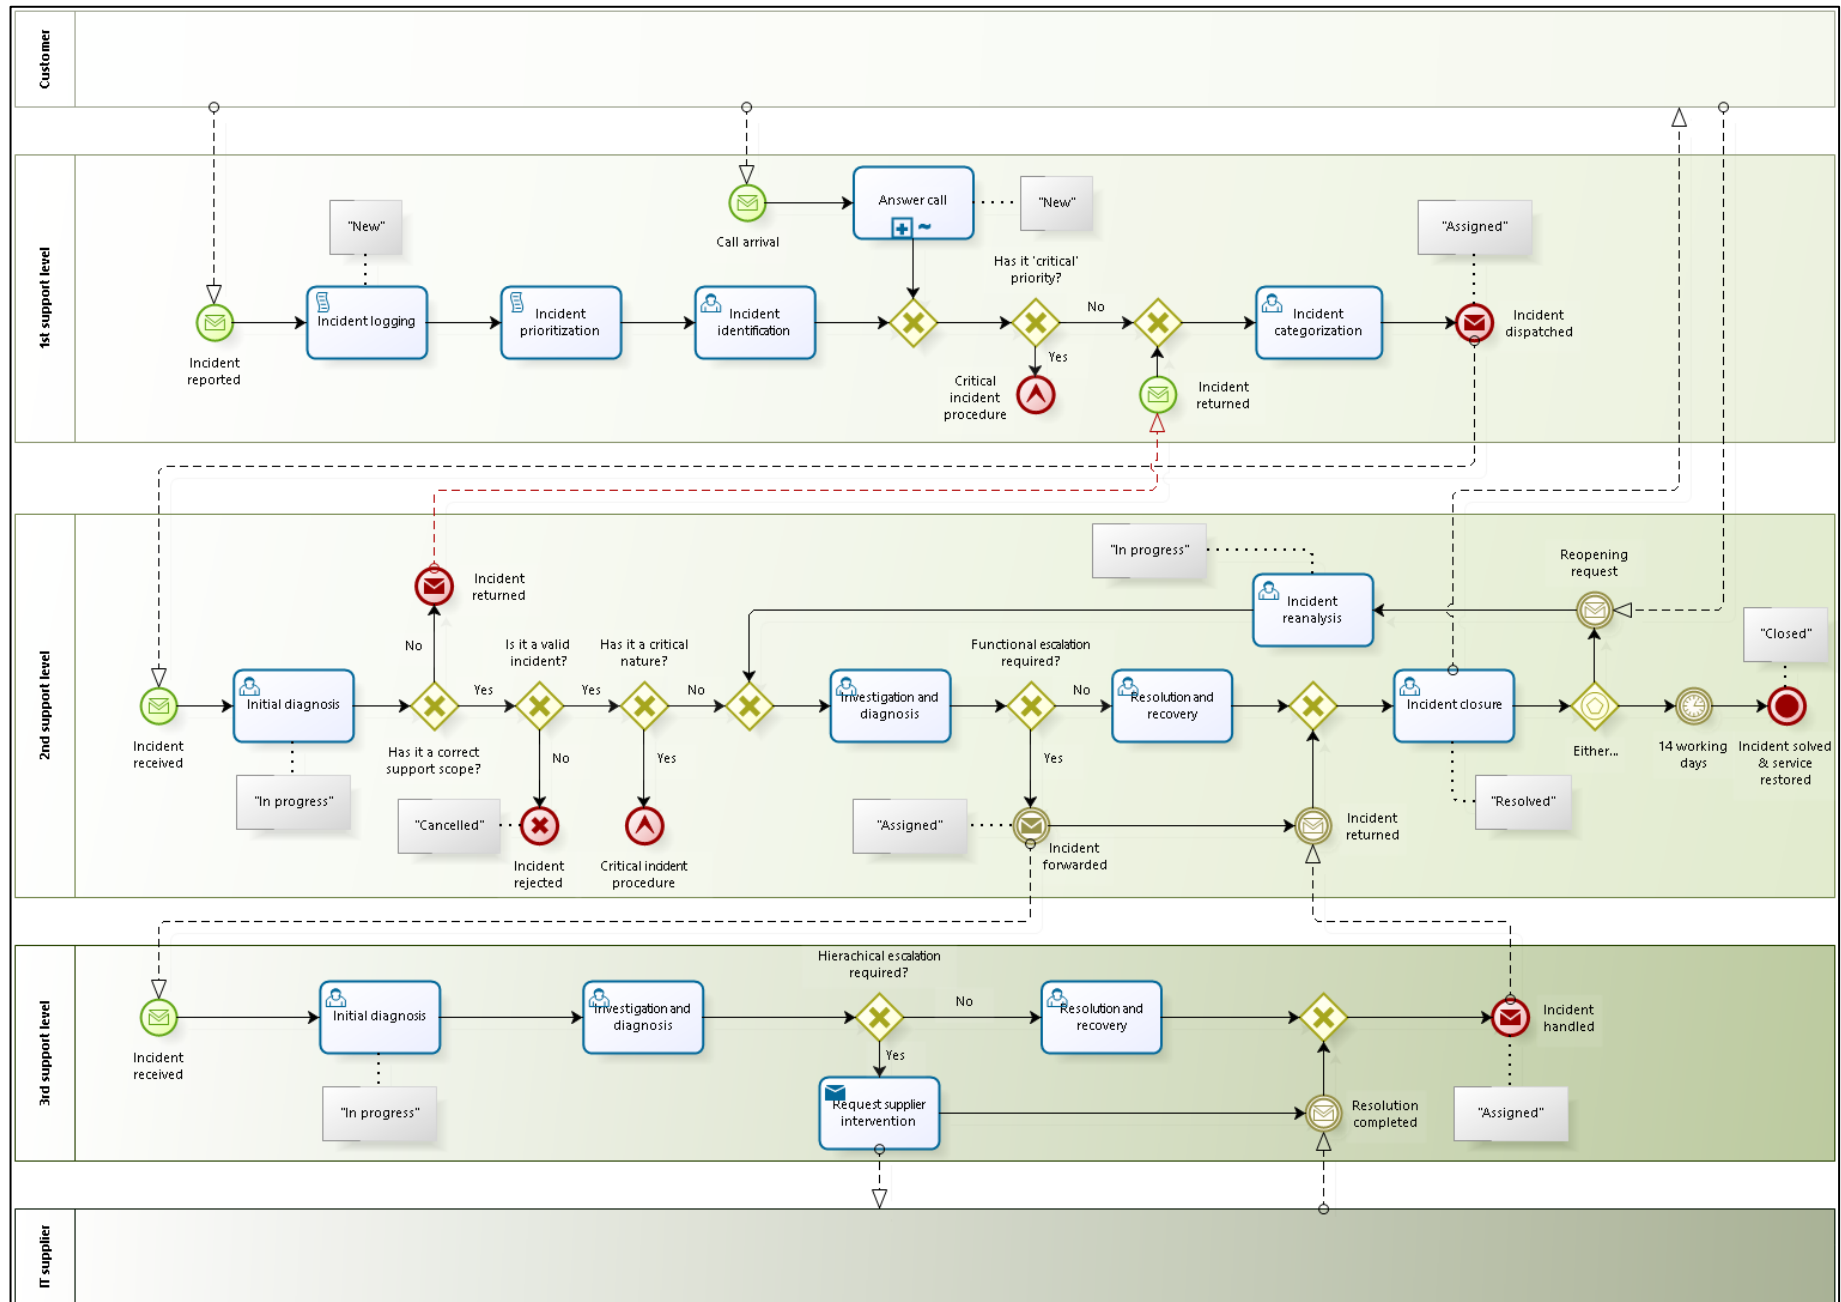 Customer
1st support level
"New"
Call arrival
Answer call
"New"
Has it 'critical'
priority?
"Assigned"
Incident
reported
Incident logging
Incident
prioritization
Incident
identification
No
Yes
Critical
incident
procedure
Incident
returned
Incident
categorization
Incident
dispatched
2nd support level
Incident
received
Initial diagnosis
"In progress"
No
Incident
returned
Has it a correct
support scope?
Yes
Is it a valid
incident?
No
"Cancelled"
Incident
rejected
Yes
Has it a critical
nature?
Yes
Critical incident
procedure
No
Investigation and
diagnosis
Functional escalation
required?
Yes
"Assigned"
Incident
forwarded
No
Resolution and
recovery
Incident
returned
"In progress"
Incident
reanalysis
Reopening
request
Incident closure
"Resolved"
Either...
14 working
days
"Closed"
Incident solved
& service
restored
3rd support level
Incident
received
Initial diagnosis
"In progress"
Investigation and
diagnosis
Hierachical escalation
required?
No
Yes
Request supplier
intervention
Resolution and
recovery
Resolution
completed
Incident
handled
"Assigned"
IT supplier